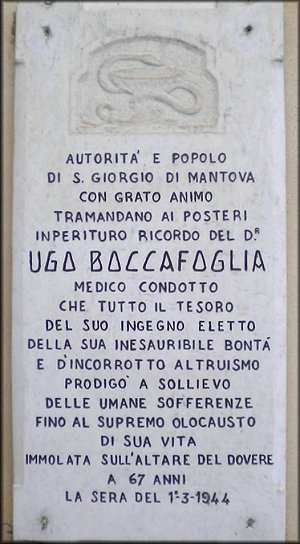 AUTORITA' E POPOLO
DI S. GIORGIO DI MANTOVA
CON GRATO ANIMO
TRAMANDANO AI POSTERI
INPERITURO RICORDO DEL D.R
UGO BOCCAFOGLIA
MEDICO CONDOTTO
CHE TUTTO IL TESORO
DEL SUO INGEGNO ELETTO
DELLA SUA INESAURIBILE BONTÁ
E D'INCORROTTO ALTRUISMO
PRODIGÒ A SOLLIEVO
DELLE UMANE SOFFERENZE
FINO AL SUPREMO OLOCAUSTO
DI SUA VITA
IMMOLATA SULL'ALTARE DEL DOVERE
A 67 ANNI
LA SERA DEL 1°-3-1944